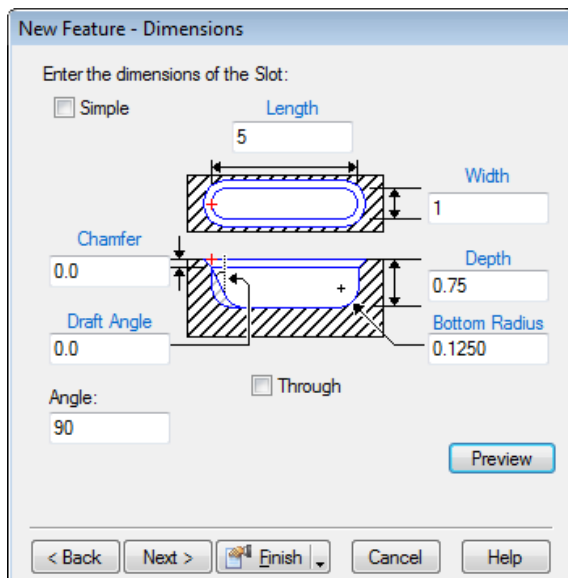 New Feature - Dimensions
Enter the dimensions of the Slot:
Simple
Length
5
Width
1
Chamfer
0.0
Depth
0.75
Draft Angle
0.0
Bottom Radius
0.1250
Through
Angle:
90
Preview
< Back
Next >
Finish
Cancel
Help